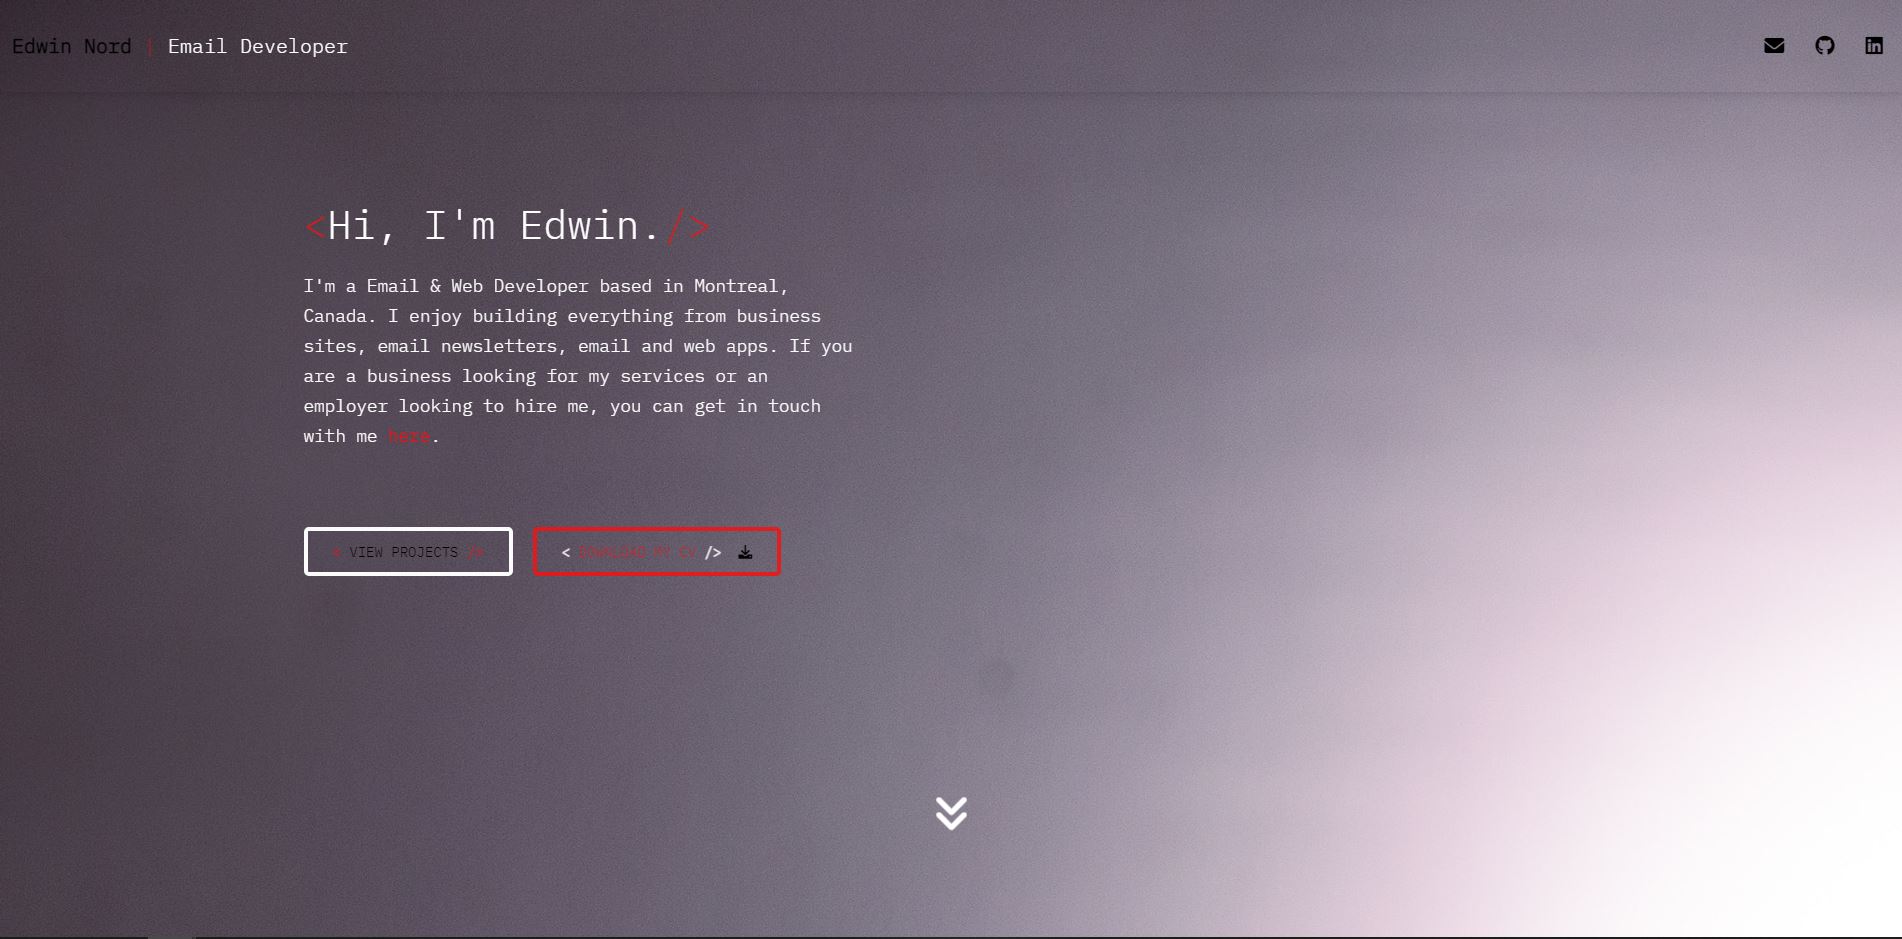 Edwin Nord | Email Developer
<Hi, I'm Edwin./>
I'm a Email & Web Developer based in Montreal,
Canada. I enjoy building everything from business
sites, email newsletters, email and web apps. If you
are a business looking for my services or an
employer looking to hire me, you can get in touch
with me here.
< VIEW PROJECTS />
< DOWNLOAD MY CV />